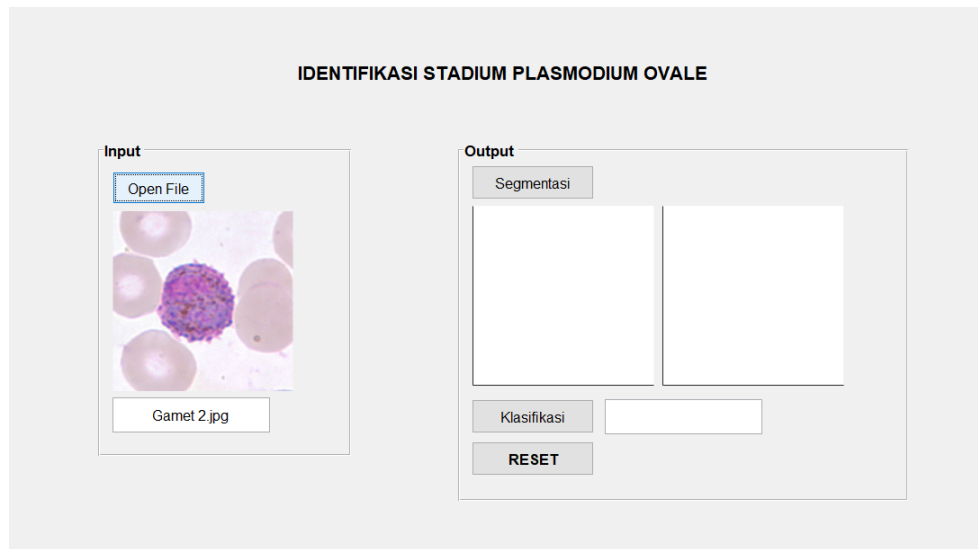 IDENTIFIKASI STADIUM PLASMODIUM OVALE
Input
Open File
Gamet 2.jpg
Output
Segmentasi
Klasifikasi
RESET